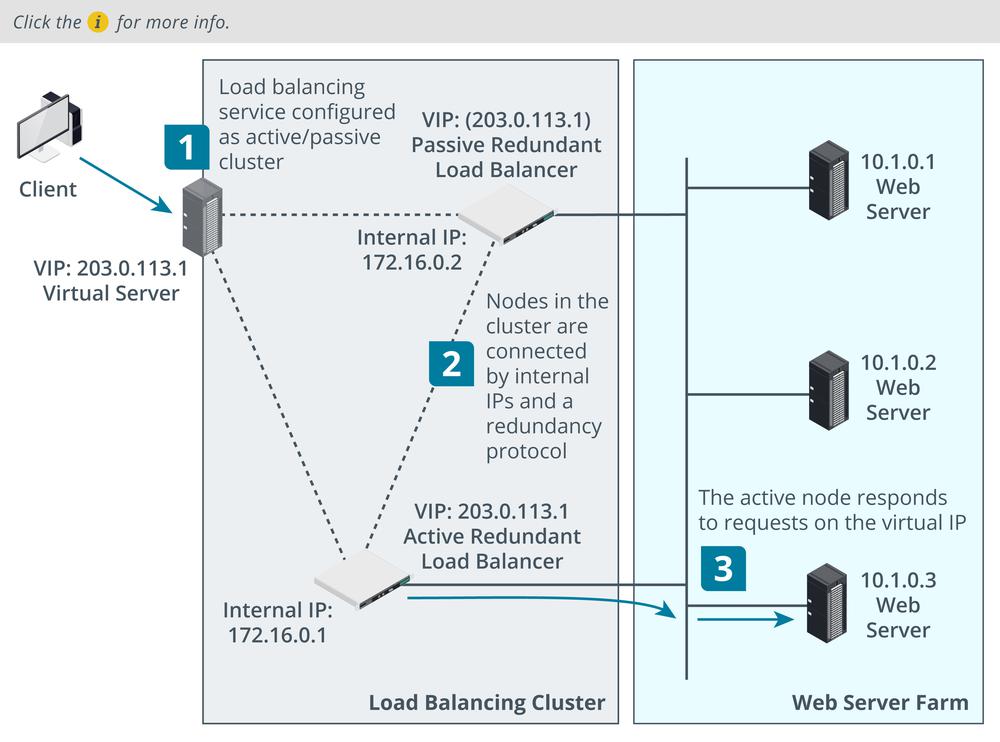 Click the i for more info.
Load balancing
service configured
as active/passive
cluster
1
VIP: (203.0.113.1)
Passive Redundant
Load Balancer
Client
VIP: 203.0.113.1
Virtual Server
Internal IP:
172.16.0.2
2
Nodes in the
cluster are
connected
by internal
IPs and a
redundancy
protocol
VIP: 203.0.113.1
Active Redundant
Load Balancer
Internal IP:
172.16.0.1
Load Balancing Cluster
10.1.0.1
Web
Server
10.1.0.2
Web
Server
The active node responds
to requests on the virtual IP
3
10.1.0.3
Web
Server
Web Server Farm